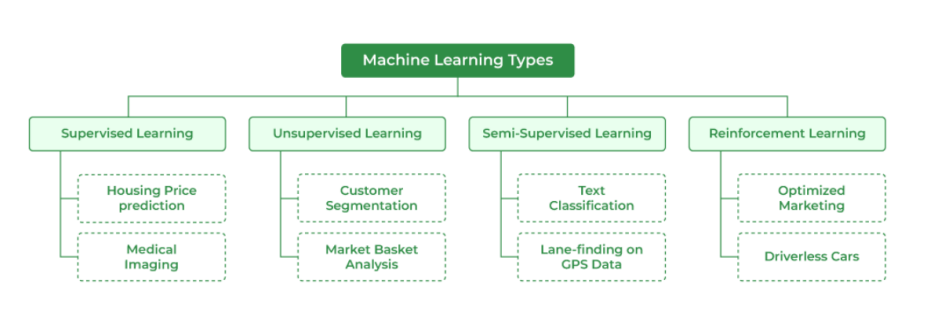 Machine Learning Types
Supervised Learning
Unsupervised Learning
Semi-Supervised Learning
Reinforcement Learning
Housing Price
prediction
Customer
Segmentation
Text
Classification
Optimized
Marketing
Medical
Imaging
Market Basket
Analysis
Lane-finding on
GPS Data
Driverless Cars